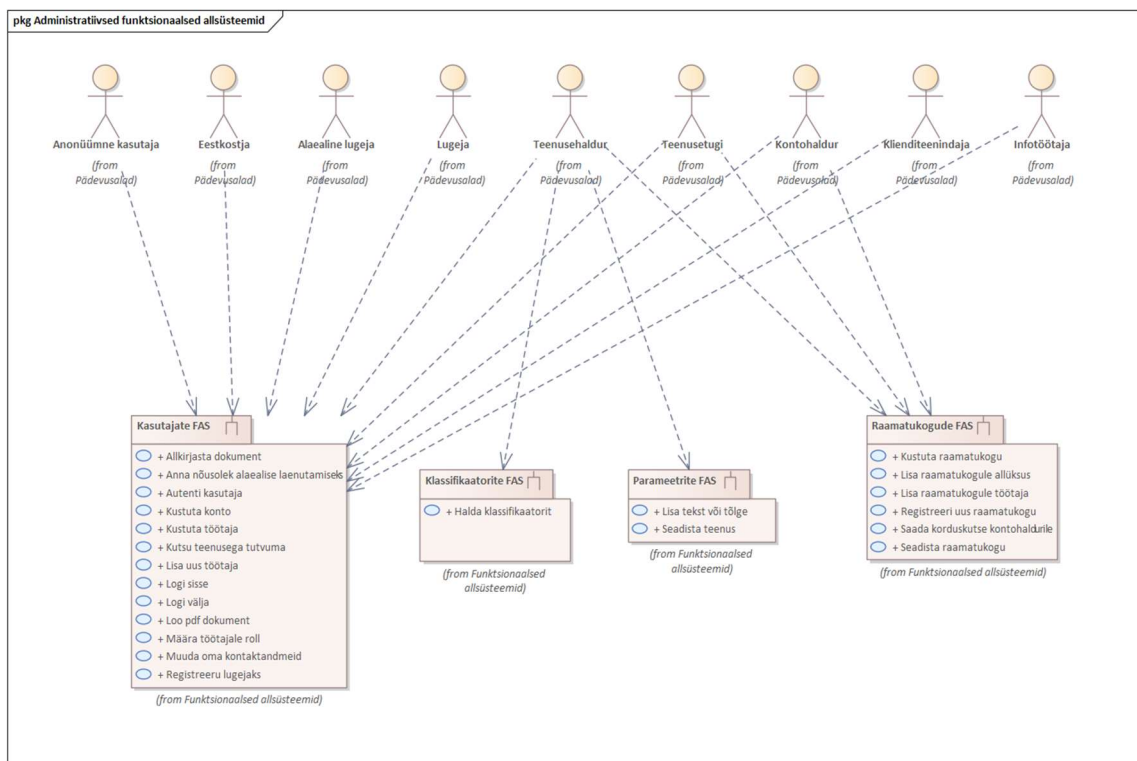 pkg Administratiivsed funktsionaalsed allsüsteemid
Anonüümne kasutaja
(from
Pädevusalad)
Eestkostja
(from
Pädevusalad)
Alaealine lugeja
(from
Pädevusalad)
Lugeja
(from
Pädevusalad)
Teenusehaldur
(from
Pädevusalad)
Teenusetugi
(from
Pädevusalad)
Kontohaldur
(from
Pädevusalad)
Klienditeenindaja
(from
Pädevusalad)
Infotöötaja
(from
Pädevusalad)
Kasutajate FAS
+ Allkirjasta dokument
+ Anna nõusolek alaealise laenutamiseks
+ Autenti kasutaja
+ Kustuta konto
+ Kustuta töötaja
+ Kutsu teenusega tutvuma
+ Lisa uus töötaja
+ Logi sisse
+ Logi välja
+ Loo pdf dokument
+ Määra töötajale roll
+ Muuda oma kontaktandmeid
+ Registreeru lugejaks
(from Funktsionaalsed allsüsteemid)
Klassifikaatorite FAS
+ Halda klassifikaatorit
(from Funktsionaalsed
allsüsteemid)
Parameetrite FAS
+ Lisa tekst või tõlge
+ Seadista teenus
(from Funktsionaalsed
allsüsteemid)
Raamatukogude FAS
+ Kustuta raamatukogu
+ Lisa raamatukogule allüksus
+ Lisa raamatukogule töötaja
+ Registreeri uus raamatukogu
+ Saada korduskutse kontohaldurile
+ Seadista raamatukogu
(from Funktsionaalsed allsüsteemid)